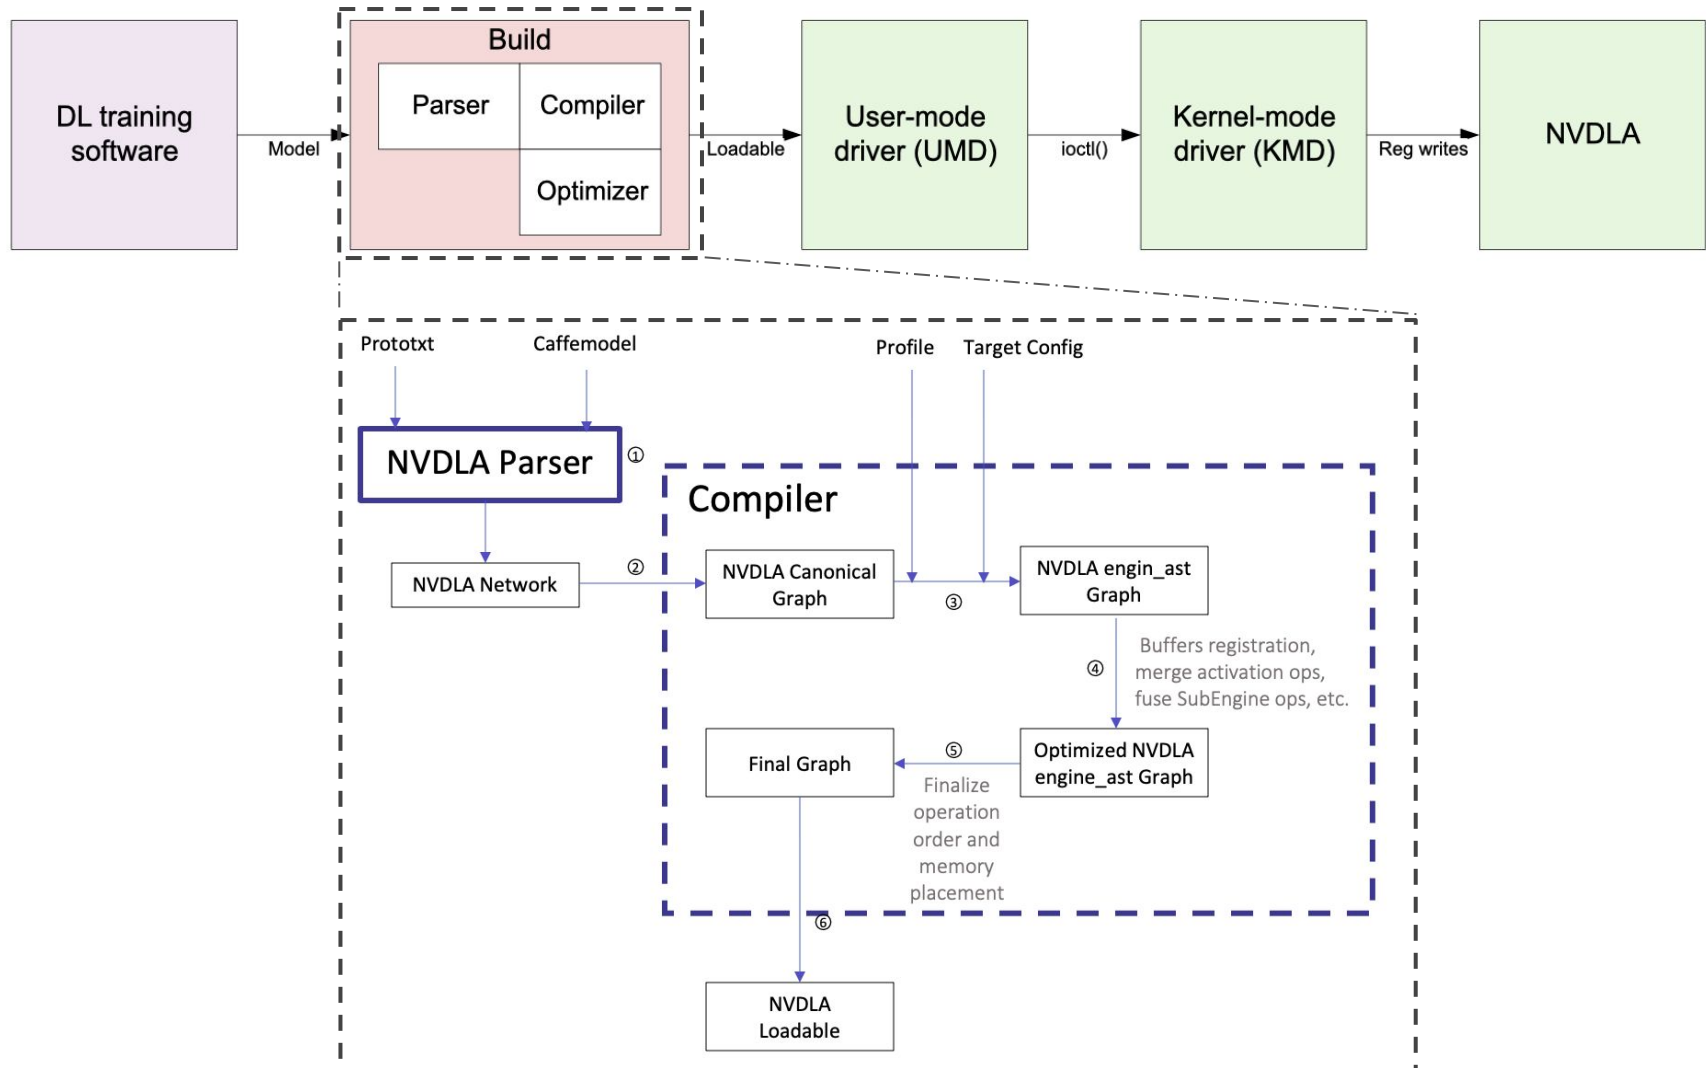 DL training
software
Model
Build
Parser
Compiler
Optimizer
Loadable
User-mode
driver (UMD)
ioctl()
Kernel-mode
driver (KMD)
Reg writes
NVDLA
Prototxt
Caffemodel
Profile
Target Config
NVDLA Parser
①
Compiler
NVDLA Network
②
NVDLA Canonical
Graph
③
NVDLA engin_ast
Graph
④
Buffers registration,
merge activation ops,
fuse SubEngine ops, etc.
Optimized NVDLA
engine_ast Graph
⑤
Finalize
operation
order and
memory
placement
Final Graph
⑥
NVDLA
Loadable